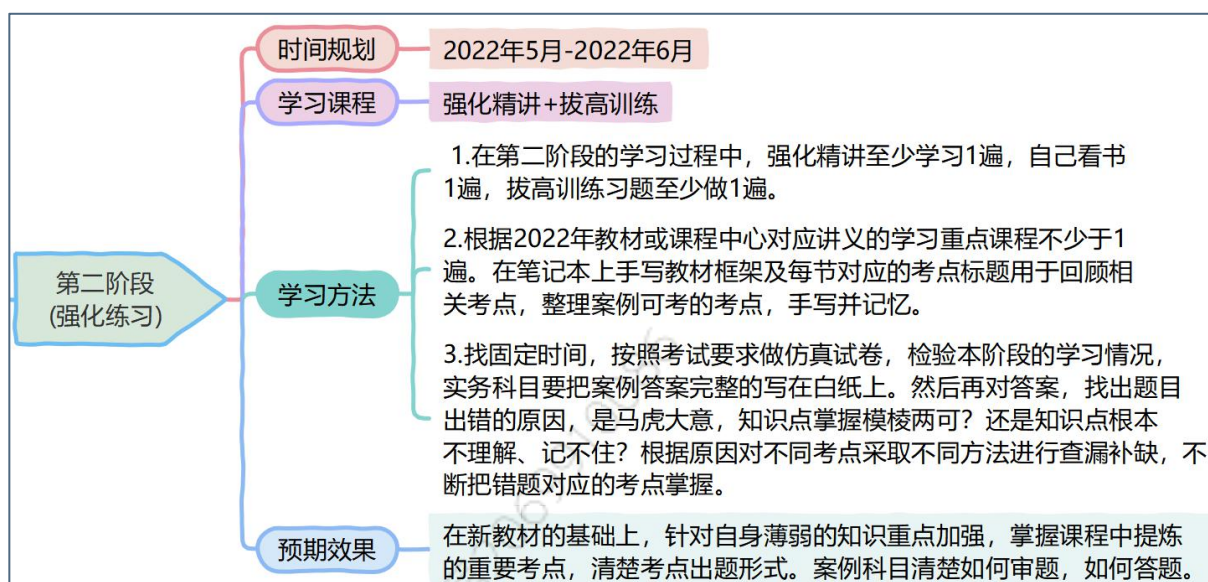 时间规划
2022年5月-2022年6月
学习课程
强化精讲+拔高训练
第二阶段
(强化练习)
学习方法
1.在第二阶段的学习过程中，强化精讲至少学习1遍，自己看书
1遍，拔高训练习题至少做1遍。
2.根据2022年教材或课程中心对应讲义的学习重点课程不少于1
遍。在笔记本上手写教材框架及每节对应的考点标题用于回顾相
关考点，整理案例可考的考点，手写并记忆。
3.找固定时间，按照考试要求做仿真试卷，检验本阶段的学习情况，
实务科目要把案例答案完整的写在白纸上。然后再对答案，找出题目
出错的原因，是马虎大意，知识点掌握模棱两可？还是知识点根本
不理解、记不住？根据原因对不同考点采取不同方法进行查漏补缺，不
断把错题对应的考点掌握。
预期效果
在新教材的基础上，针对自身薄弱的知识重点加强，掌握课程中提炼
的重要考点，清楚考点出题形式。案例科目清楚如何审题，如何答题。